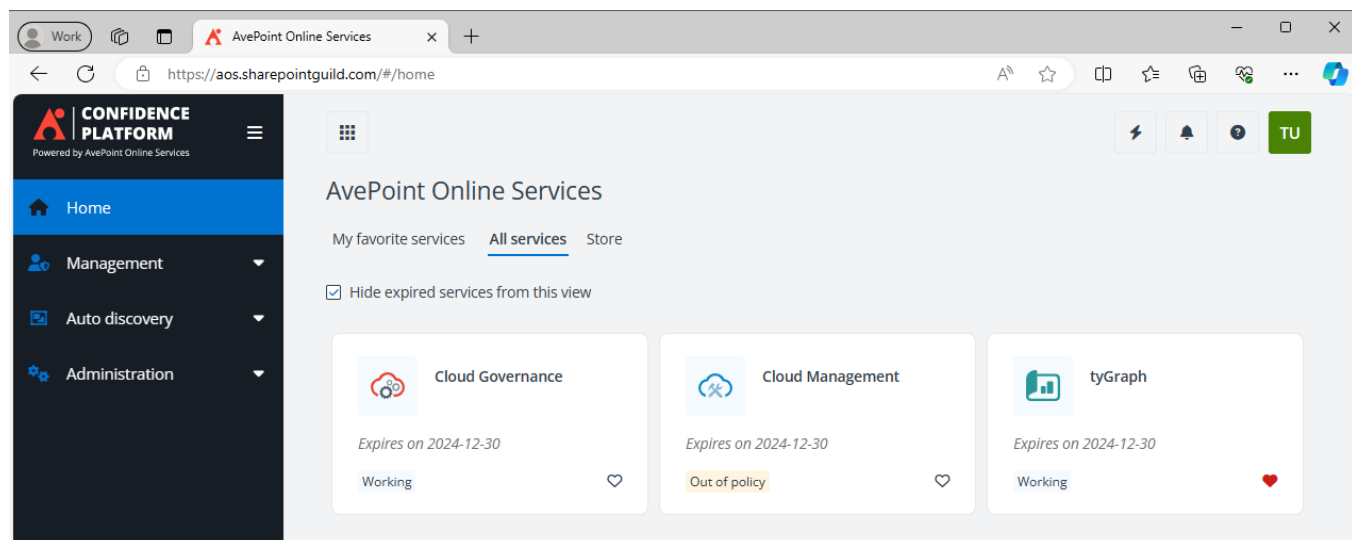 Work
AvePoint Online Services
https://aos.sharepointguild.com/#/home
CONFIDENCE
PLATFORM
Powered by AvePoint Online Services
TU
Home
Management
Auto discovery
Administration
AvePoint Online Services
My favorite services All services Store
Hide expired services from this view
Cloud Governance
Expires on 2024-12-30
Working
Cloud Management
Expires on 2024-12-30
Out of policy
tyGraph
Expires on 2024-12-30
Working